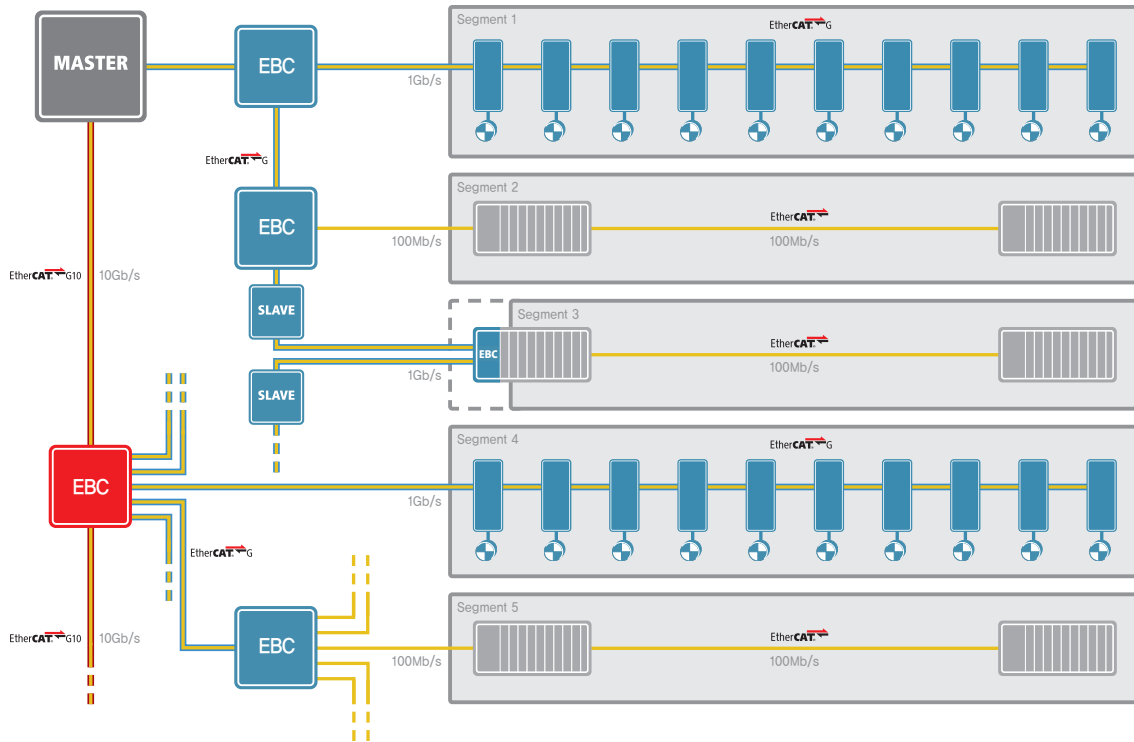 Segment 1
EtherCAT G
MASTER
EBC
1Gb/s
EtherCAT G
Segment 2
EBC
EtherCAT
100Mb/s
100Mb/s
EtherCAT G10
10Gb/s
SLAVE
Segment 3
EtherCAT
EBC
100Mb/s
1Gb/s
SLAVE
Segment 4
EtherCAT G
EBC
1Gb/s
EtherCAT G
Segment 5
EtherCAT G10
10Gb/s
EBC
EtherCAT
100Mb/s
100Mb/s